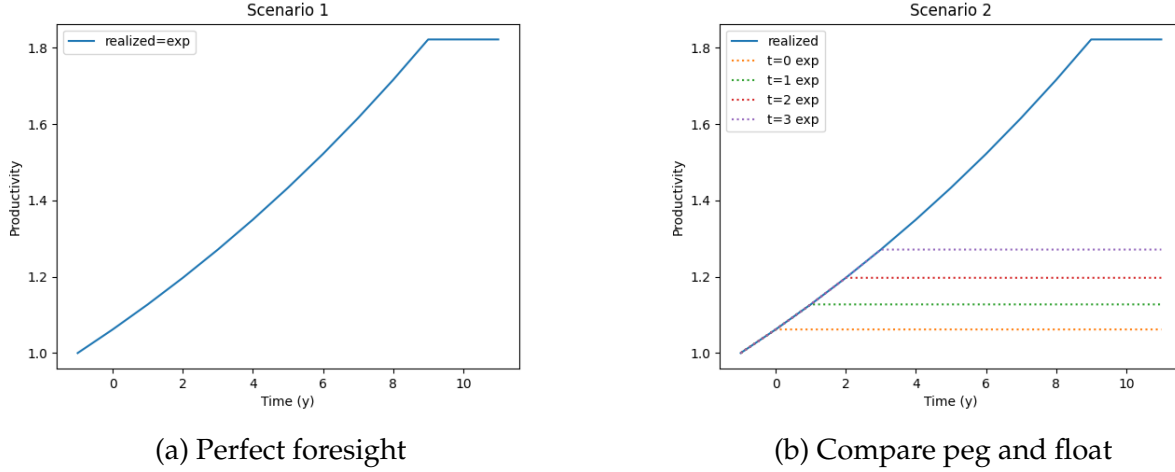 Scenario 1
realized=exp
1.8
1.6
1.4
1.2
1.0
Productivity
0 2 4 6 8 10
Time (y)
(a) Perfect foresight
Scenario 2
realized
t=0 exp
t=1 exp
t=2 exp
t=3 exp
1.8
1.6
1.4
1.2
1.0
Productivity
0 2 4 6 8 10
Time (y)
(b) Compare peg and float